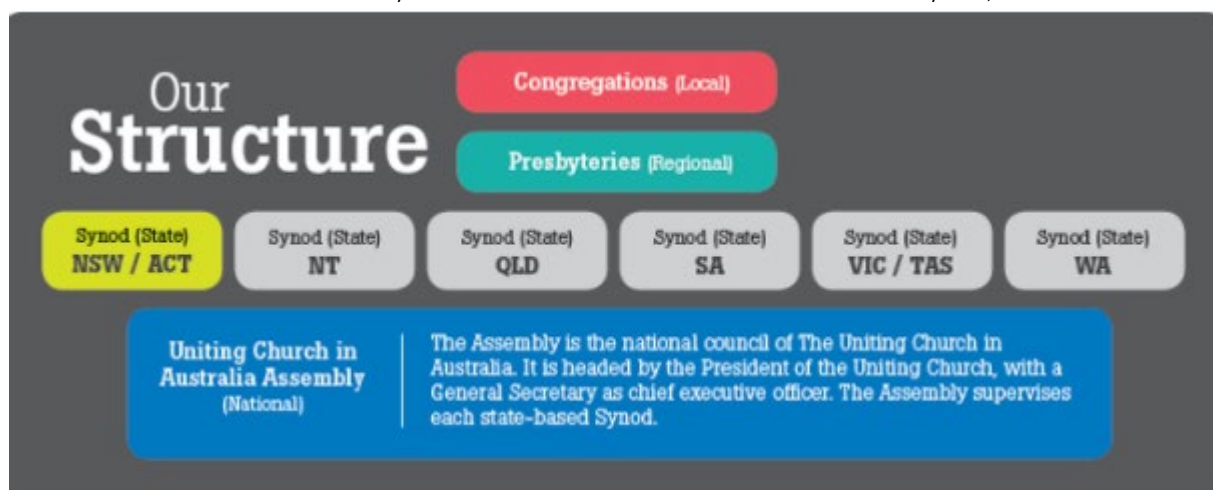 Our
Structure
Congregations (Local)
Presbyteries (Regional)
Synod (State)
NSW / ACT
Synod (State)
NT
Synod (State)
QLD
Synod (State)
SA
Synod (State)
VIC / TAS
Synod (State)
WA
Uniting Church in
Australia Assembly
(National)
The Assembly is the national council of The Uniting Church in
Australia. It is headed by the President of the Uniting Church, with a
General Secretary as chief executive officer. The Assembly supervises
each state-based Synod.